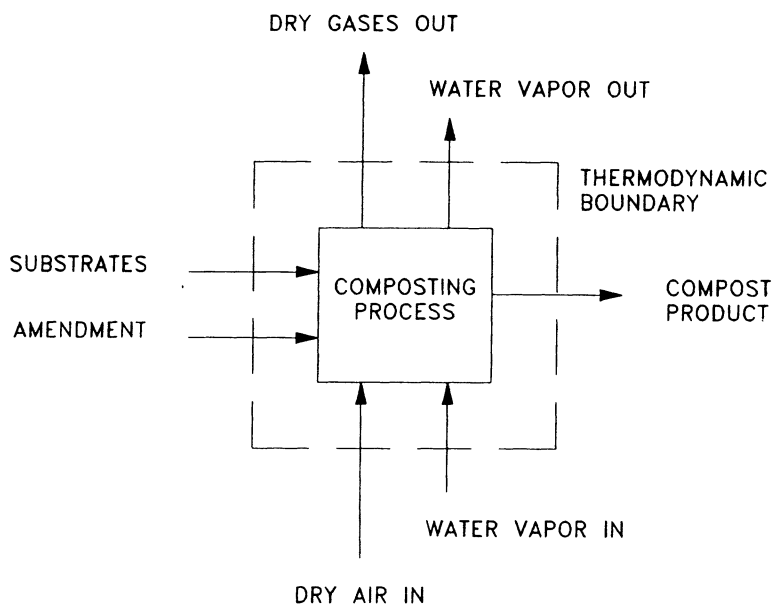 DRY GASES OUT
WATER VAPOR OUT
THERMODYNAMIC
BOUNDARY
SUBSTRATES
COMPOSTING
PROCESS
COMPOST
PRODUCT
AMENDMENT
WATER VAPOR IN
DRY AIR IN